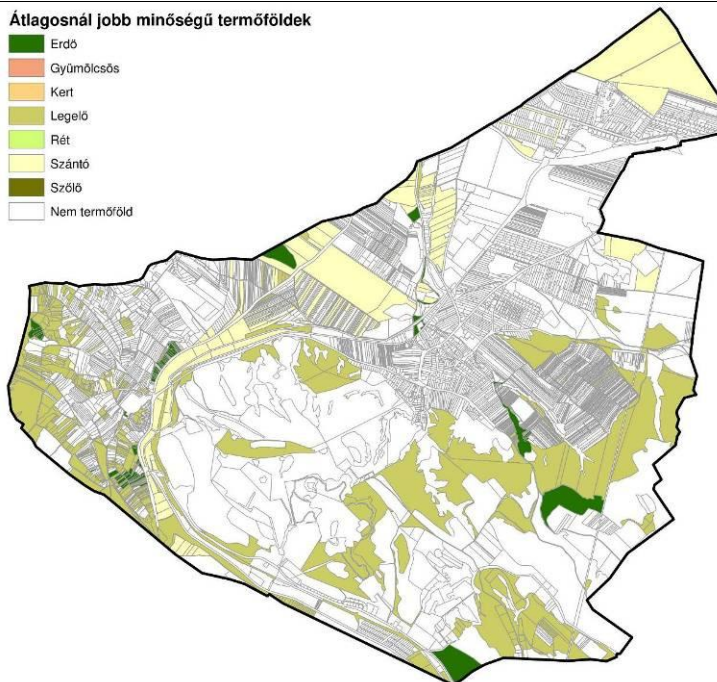 Átlagosnál jobb minőségű termőföldek
Erdő
Gyümölcsös
Kert
Legelő
Rét
Szántó
Szőlő
Nem termőföld